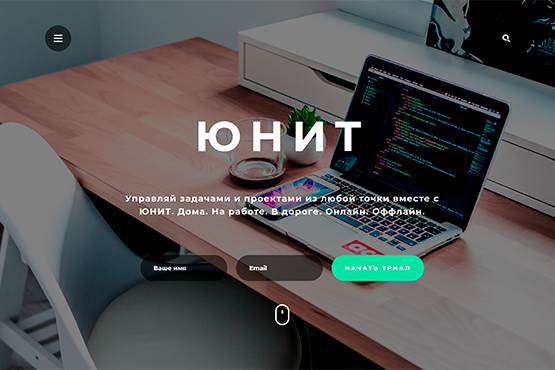 ЮНИТ
Управляй задачами и проектами из любой точки вместе с
ЮНИТ. Дома. На работе. В дороге. Онлайн. Оффлайн.
Ваше имя
Email
НАЧАТЬ ТРИАЛ